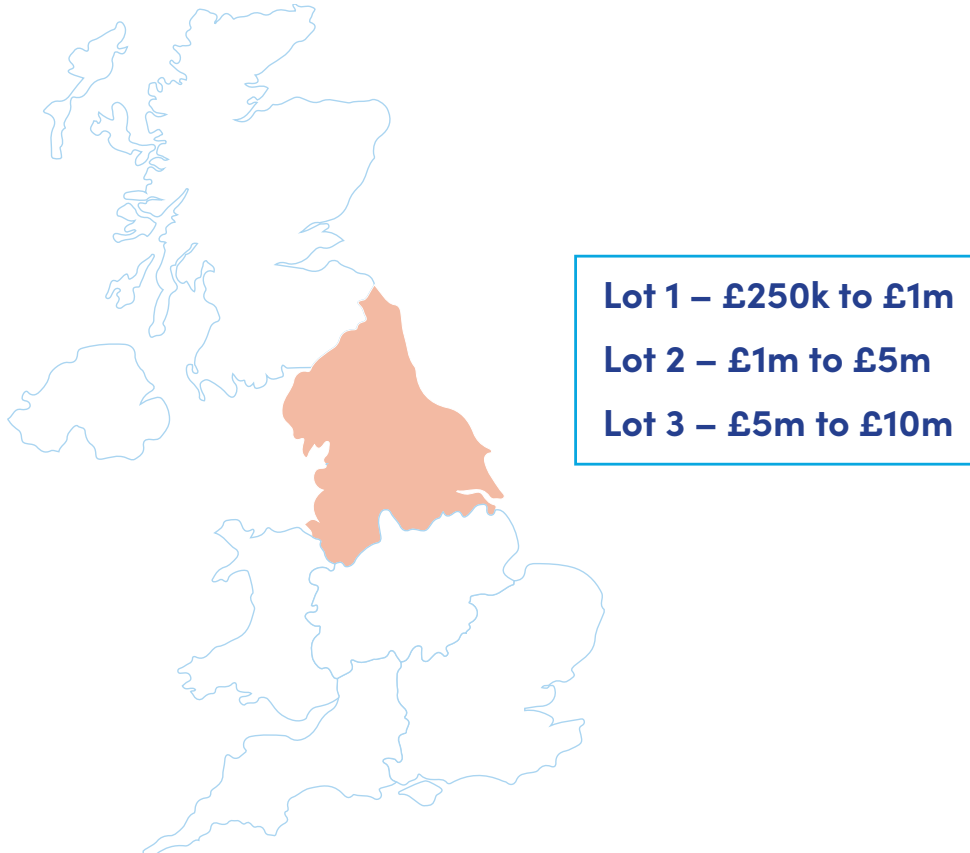 Lot 1 – £250k to £1m
Lot 2 – £1m to £5m
Lot 3 – £5m to £10m